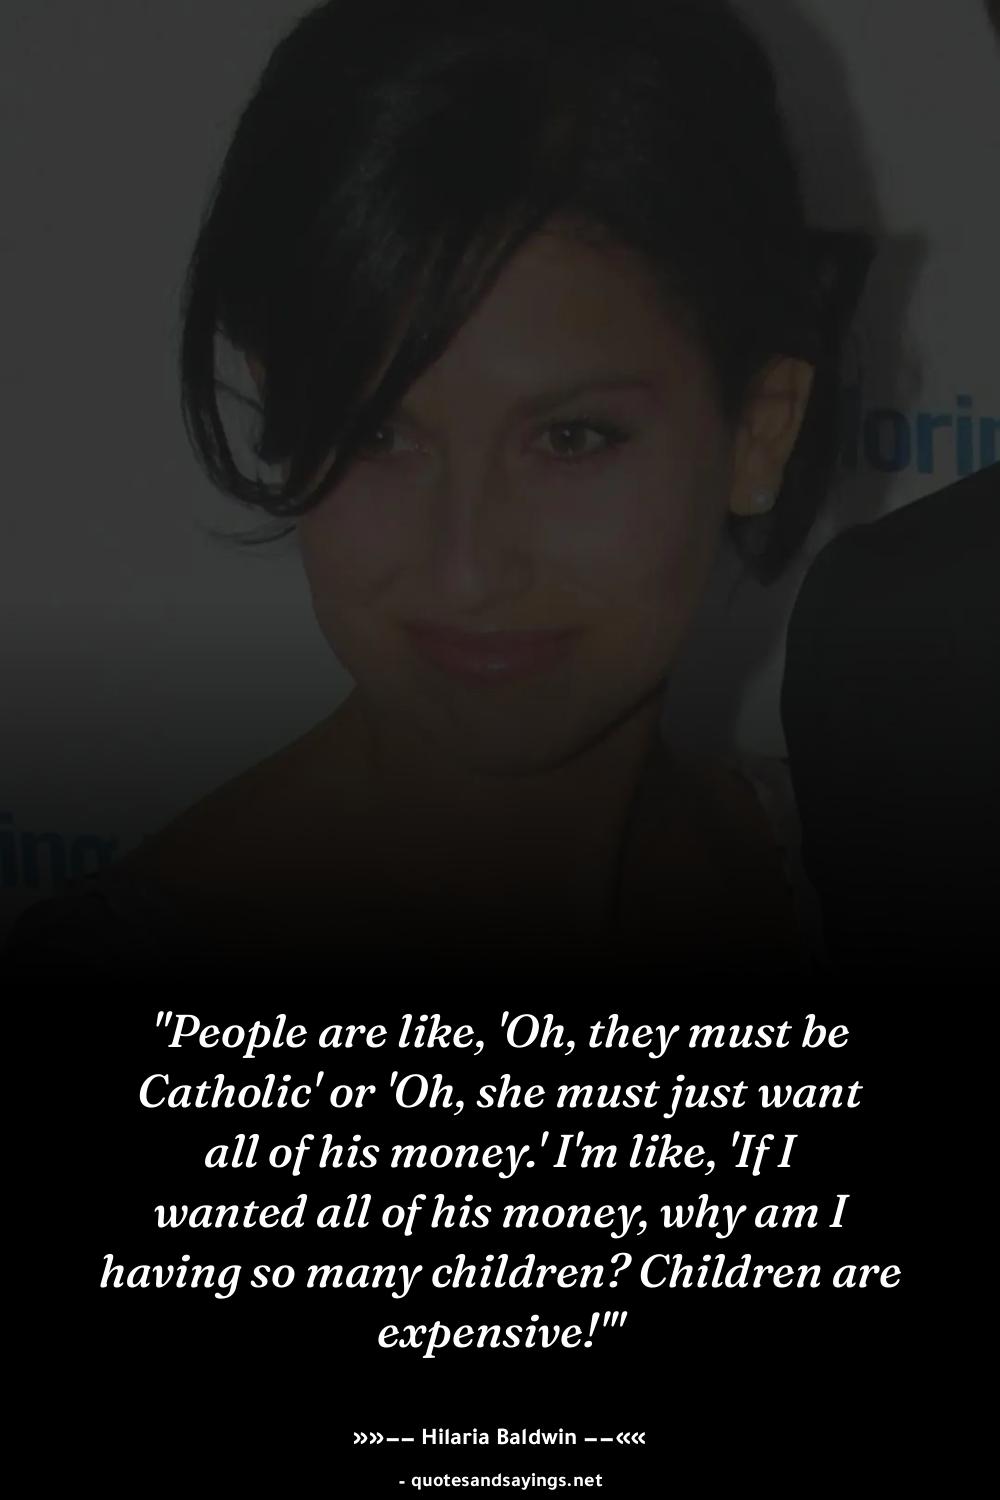 lorin
ing
"People are like, 'Oh, they must be
Catholic' or 'Oh, she must just want
all of his money.' I'm like, 'If I
wanted all of his money, why am I
having so many children? Children are
expensive!'"
»»–– Hilaria Baldwin ––««
- quotesandsayings.net